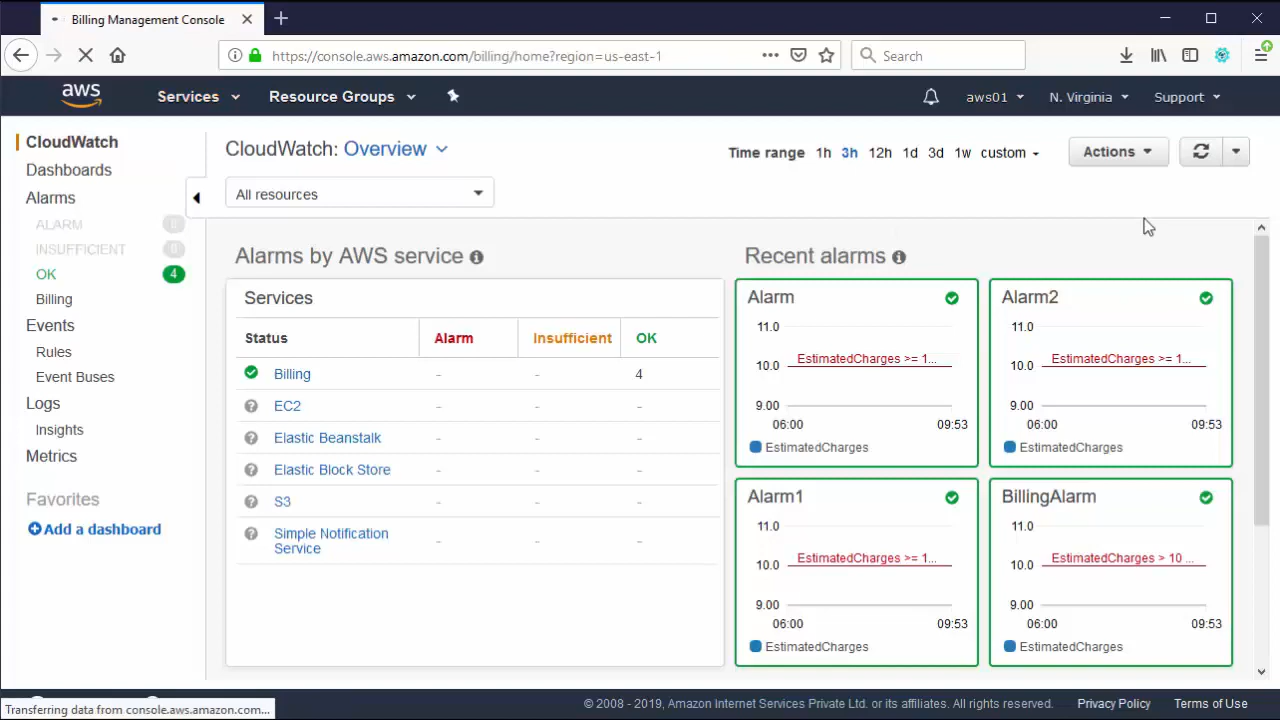 Billing Management Console
https://console.aws.amazon.com/billing/home?region=us-east-1
Search
aws
Services
Resource Groups
aws01
N. Virginia
Support
CloudWatch
Dashboards
Alarms
ALARM 0
INSUFFICIENT 0
OK 4
Billing
Events
Rules
Event Buses
Logs
Insights
Metrics
Favorites
Add a dashboard
CloudWatch: Overview
Time range 1h 3h 12h 1d 3d 1w custom
Actions
All resources
Alarms by AWS service
Services
Status Alarm Insufficient OK
Billing - - 4
EC2 - - -
Elastic Beanstalk - - -
Elastic Block Store - - -
S3 - - -
Simple Notification
Service - - -
Recent alarms
Alarm
11.0
EstimatedCharges >= 1...
10.0
9.00
06:00 09:53
EstimatedCharges
Alarm2
11.0
EstimatedCharges >= 1...
10.0
9.00
06:00 09:53
EstimatedCharges
Alarm1
11.0
EstimatedCharges >= 1...
10.0
9.00
06:00 09:53
EstimatedCharges
BillingAlarm
11.0
EstimatedCharges > 10 ...
10.0
9.00
06:00 09:53
EstimatedCharges
Transferring data from console.aws.amazon.com...
© 2008 - 2019, Amazon Internet Services Private Ltd. or its affiliates. All rights reserved.
Privacy Policy
Terms of Use